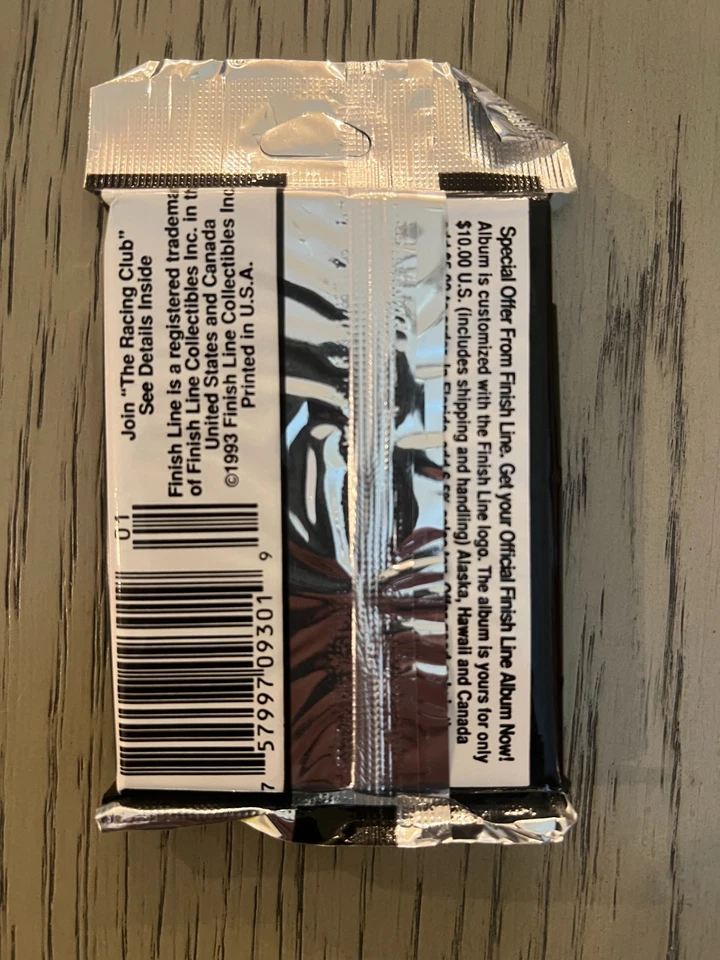 Join "The Racing Club"
See Details Inside
Finish Line is a registered
of Finish Line Collectibles Inc. in
United States and Canada
©1993 Finish Line Collectibles Inc
Printed in U.S.A.
01
7 57997 09301 9
Special Offer From Finish Line. Get your Official Finish Line Album Now!
Album is customized with the Finish Line logo. The album is yours for only
$10.00 U.S. (includes shipping and handling) Alaska, Hawaii and Canada